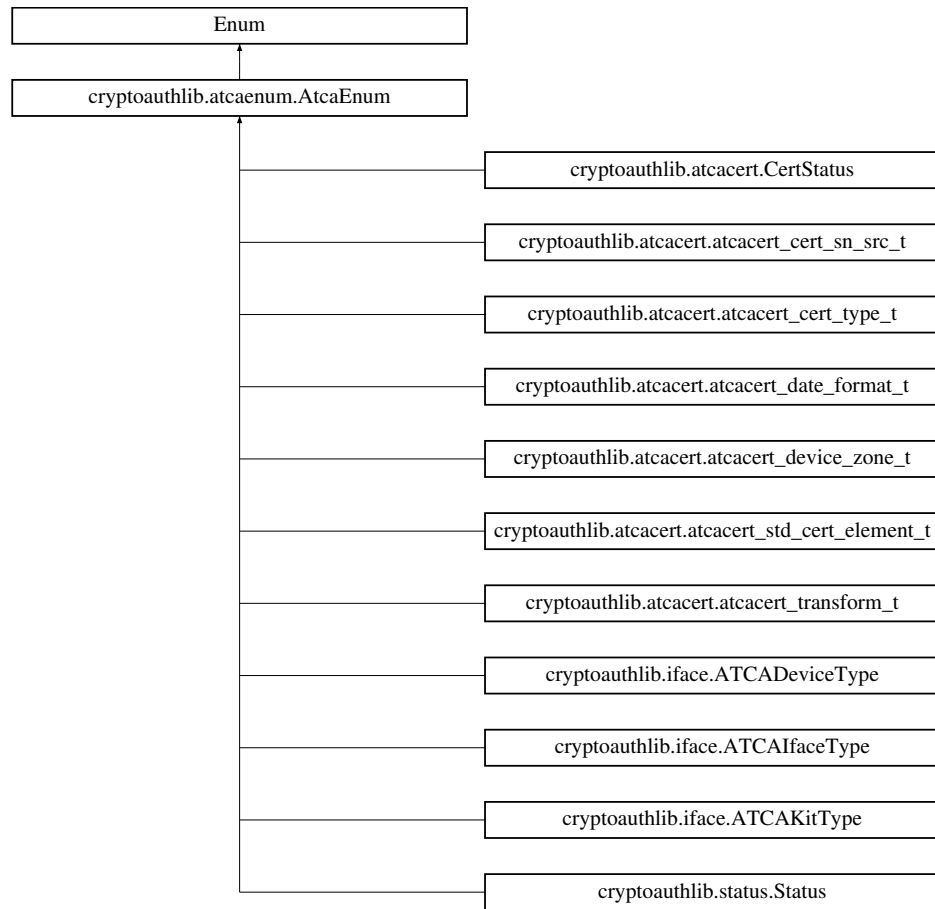 Enum
cryptoauthlib.atcaenum.AtcaEnum
cryptoauthlib.atcacert.CertStatus
cryptoauthlib.atcacert.atcacert_cert_sn_src_t
cryptoauthlib.atcacert.atcacert_cert_type_t
cryptoauthlib.atcacert.atcacert_date_format_t
cryptoauthlib.atcacert.atcacert_device_zone_t
cryptoauthlib.atcacert.atcacert_std_cert_element_t
cryptoauthlib.atcacert.atcacert_transform_t
cryptoauthlib.iface.ATCADeviceType
cryptoauthlib.iface.ATCAIfaceType
cryptoauthlib.iface.ATCAKitType
cryptoauthlib.status.Status